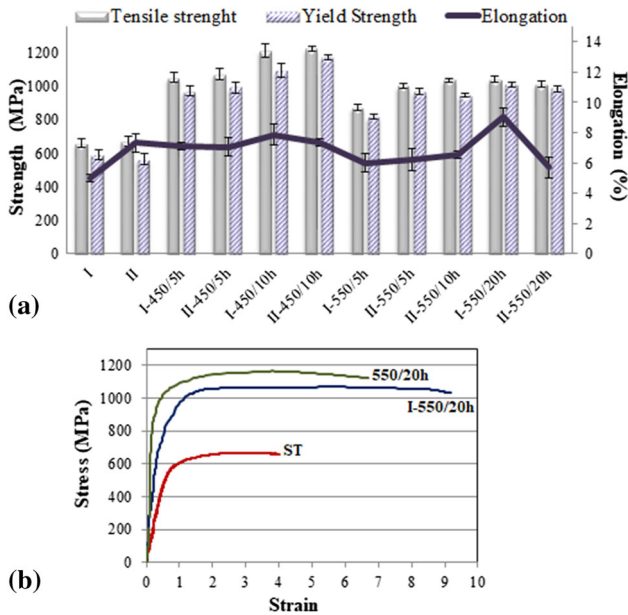 Tensile strenght Yield Strength Elongation
1200
1000
800
600
400
200
0
Strength (MPa)
14
12
10
8
6
4
2
0
Elongation (%)
I
II
I-450/5h
II-450/5h
I-450/10h
II-450/10h
I-550/5h
II-550/5h
II-550/10h
I-550/20h
II-550/20h
(a)
1200
1000
800
600
400
200
0
Stress (MPa)
550/20h
I-550/20h
ST
0 1 2 3 4 5 6 7 8 9 10
Strain
(b)